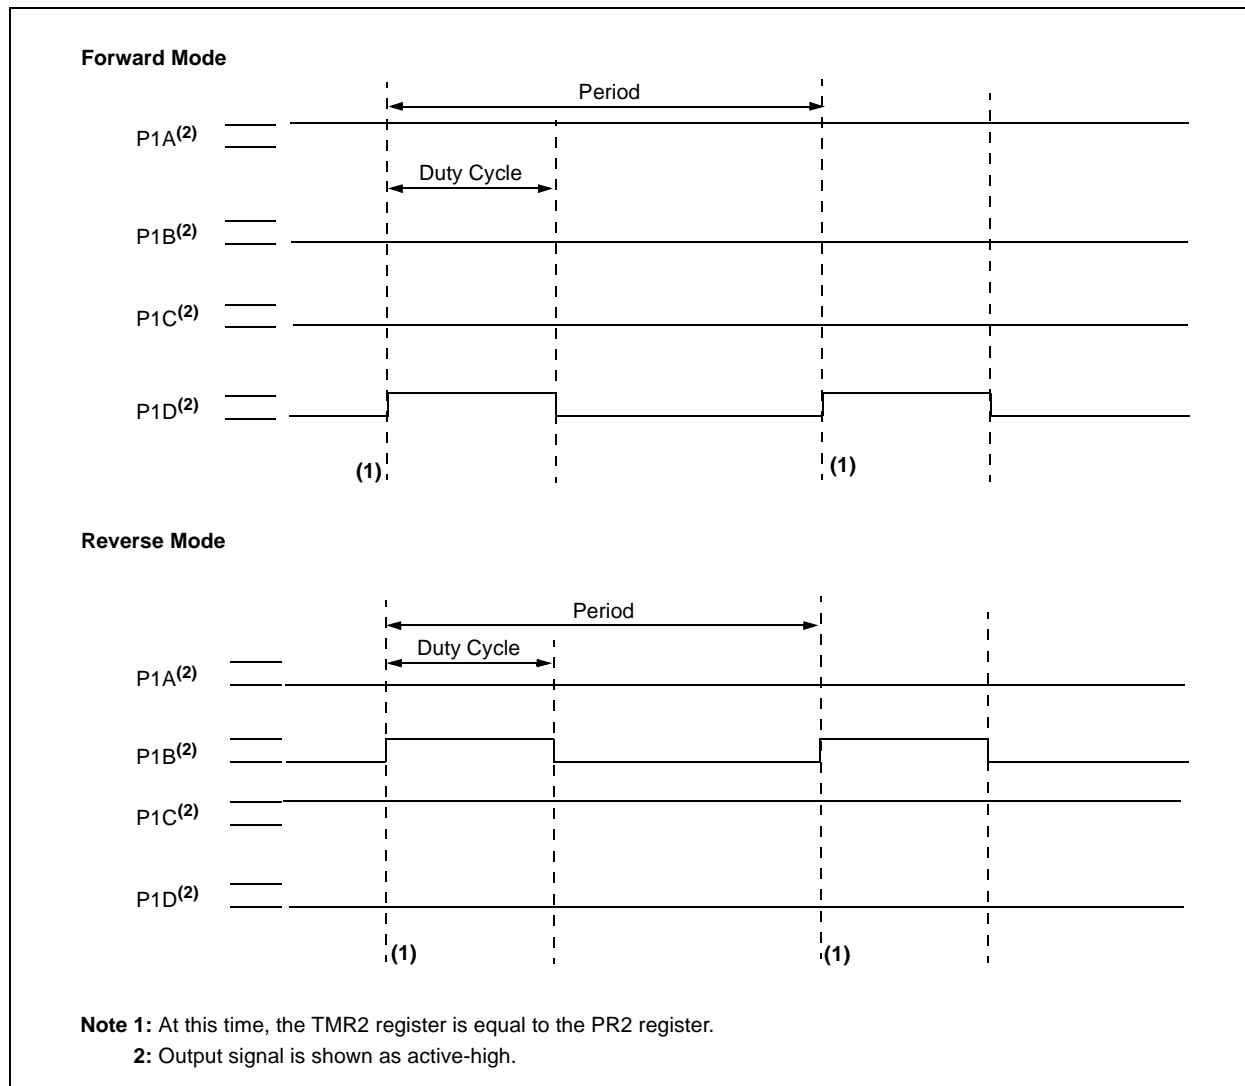 Forward Mode
Period
P1A(2)
Duty Cycle
P1B(2)
P1C(2)
P1D(2)
(1)
(1)
Reverse Mode
Period
Duty Cycle
P1A(2)
P1B(2)
P1C(2)
P1D(2)
(1)
(1)
Note 1: At this time, the TMR2 register is equal to the PR2 register.
2: Output signal is shown as active-high.